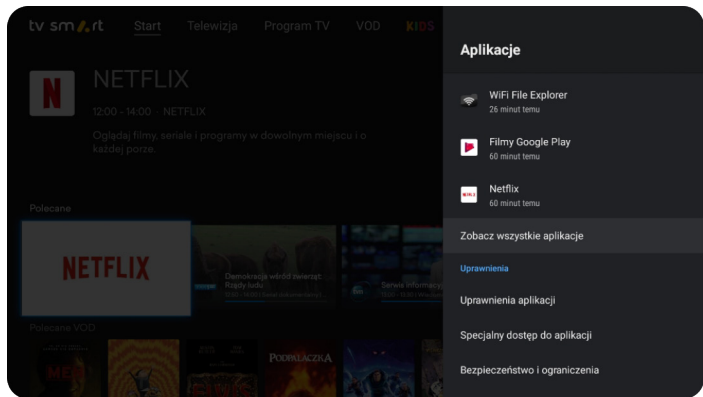 tv smart Start Telewizja Program TV VOD KIDS
NETFLIX
12:00 - 14:00 NETFLIX
Oglądaj filmy, seriale i programy w dowolnym miejscu i o
każdej porze.
Polecane
NETFLIX
Demokracja wśród zwierząt:
Rządy ludu
Serwis informacyj
Polecane VOD
MEN
PODPALACZKA
Aplikacje
WiFi File Explorer
26 minut temu
Filmy Google Play
60 minut temu
NETFLIX
Netflix
60 minut temu
Zobacz wszystkie aplikacje
Uprawnienia
Uprawnienia aplikacji
Specjalny dostęp do aplikacji
Bezpieczeństwo i ograniczenia